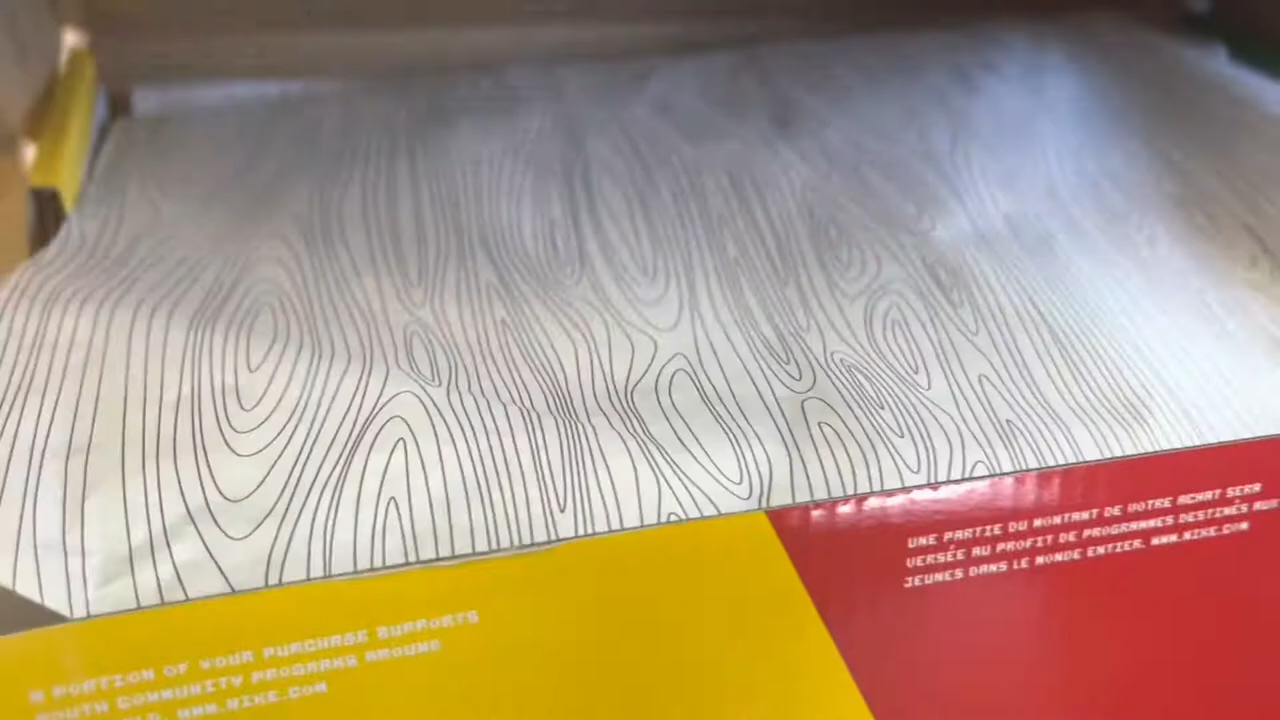 A PORTION OF YOUR PURCHASE SUPPORTS
YOUTH COMMUNITY PROGRAMS AROUND
WWW.NIKE.COM
UNE PARTIE DU MONTANT DE VOTRE ACHAT SERA
VERSÉE AU PROFIT DE PROGRAMMES DESTINÉS AUX
JEUNES DANS LE MONDE ENTIER. WWW.NIKE.COM